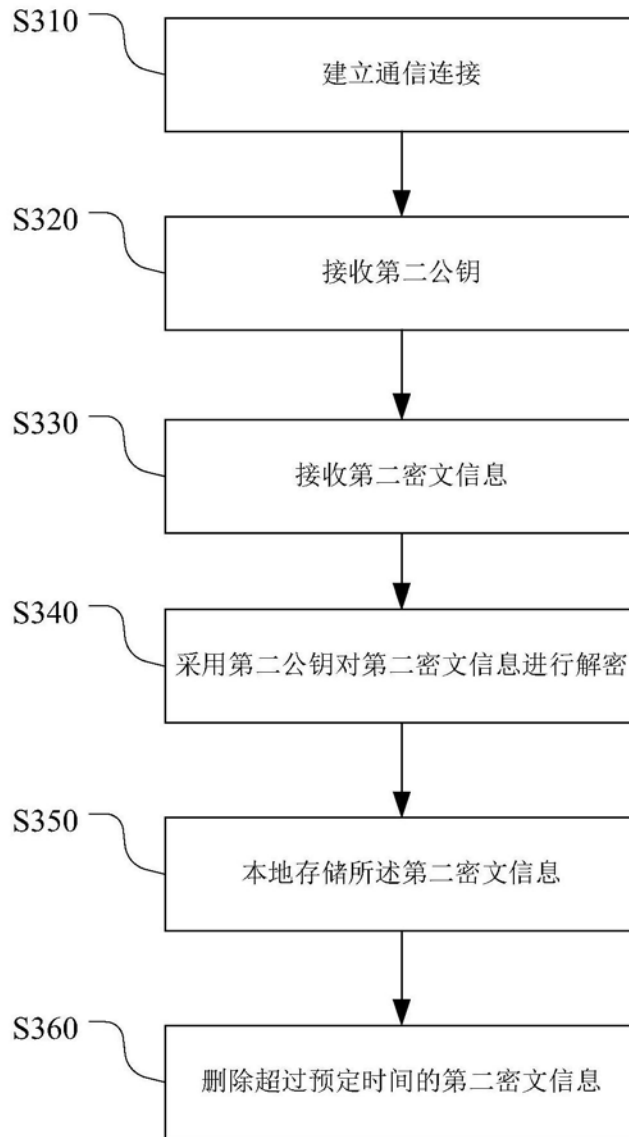 S310
建立通信连接
S320
接收第二公钥
S330
接收第二密文信息
S340
采用第二公钥对第二密文信息进行解密
S350
本地存储所述第二密文信息
S360
删除超过预定时间的第二密文信息